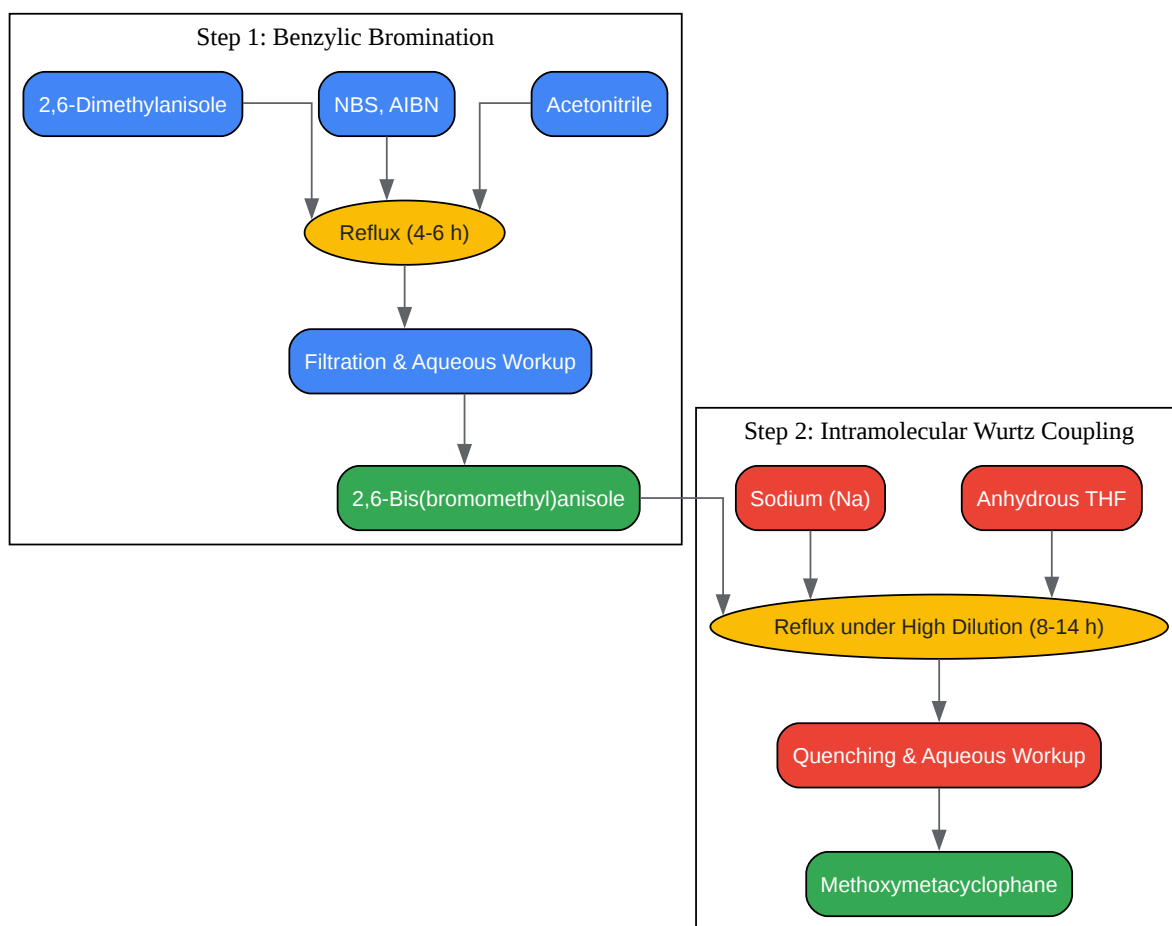 Step 1: Benzylic Bromination
2,6-Dimethylanisole
NBS, AIBN
Acetonitrile
Reflux (4-6 h)
Filtration & Aqueous Workup
2,6-Bis(bromomethyl)anisole
Step 2: Intramolecular Wurtz Coupling
Sodium (Na)
Anhydrous THF
Reflux under High Dilution (8-14 h)
Quenching & Aqueous Workup
Methoxymetacyclophane